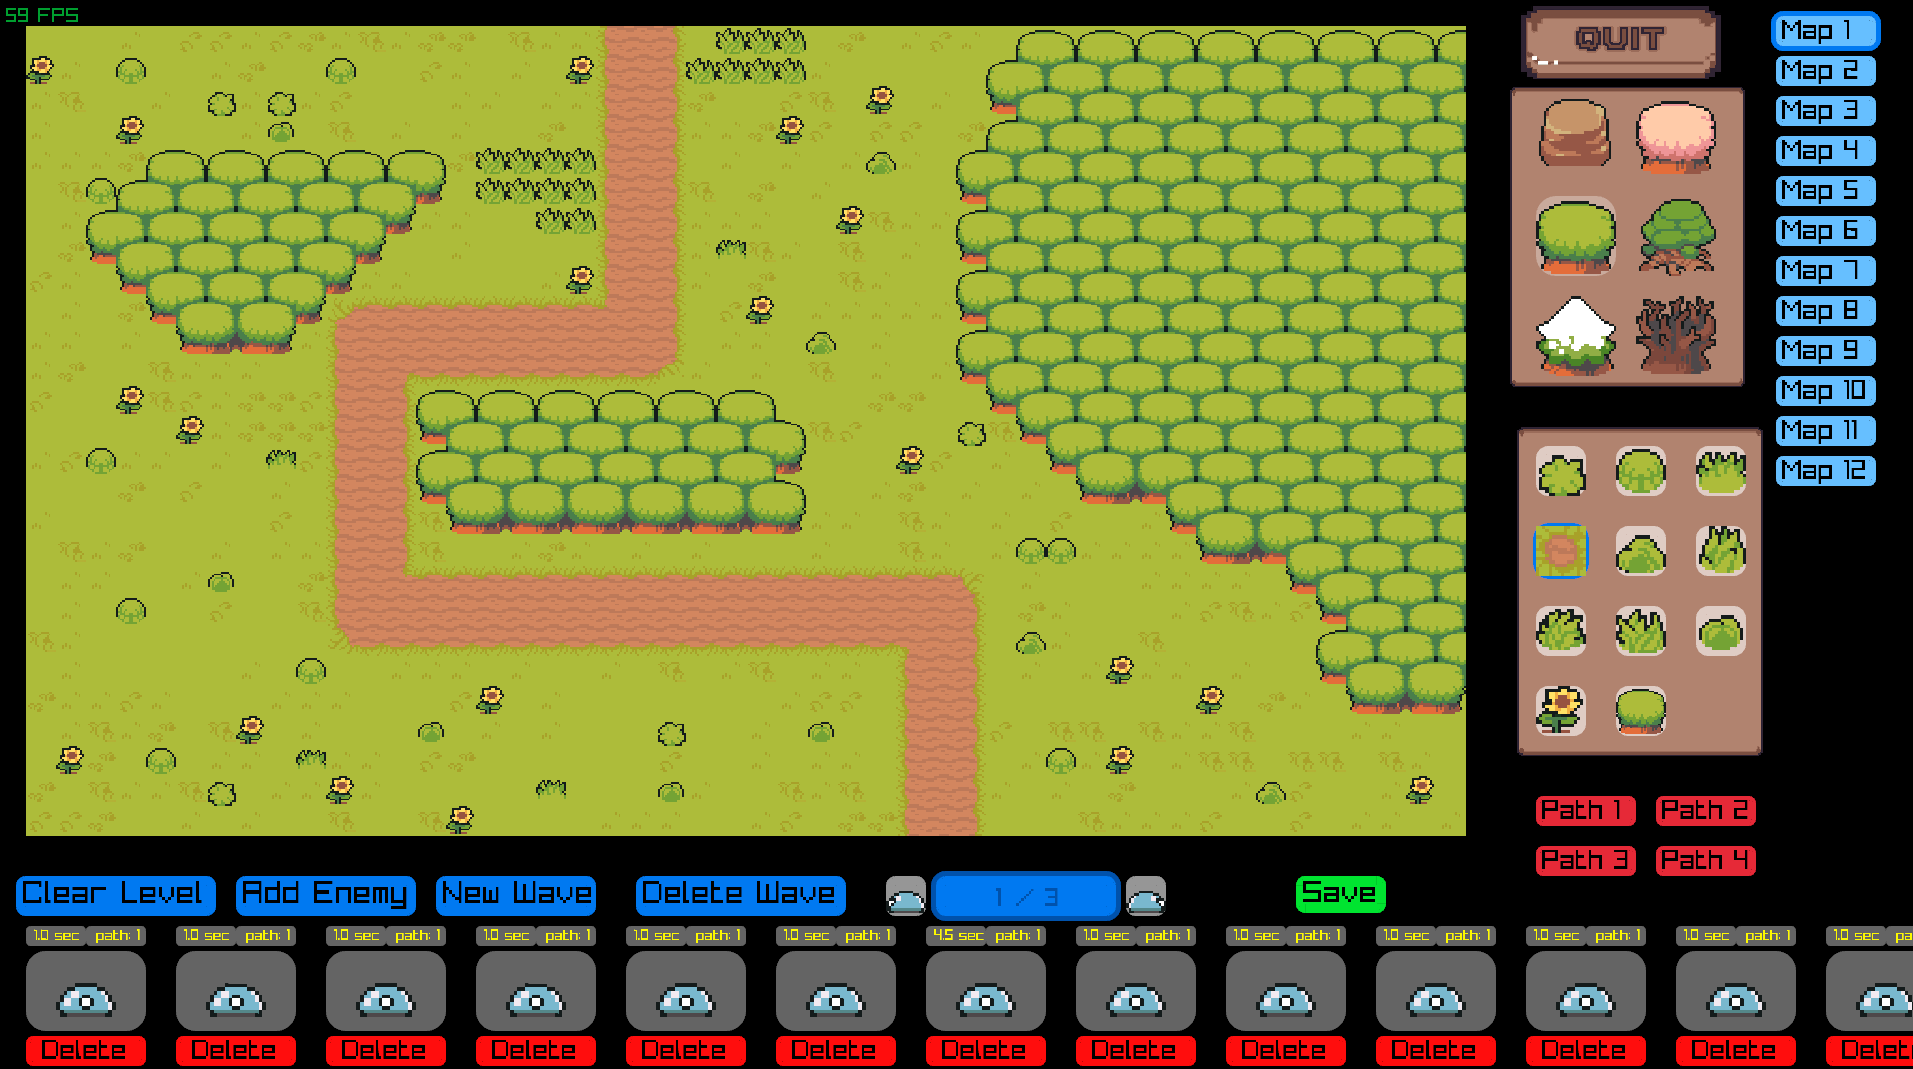 59 FPS
QUIT
Map 1
Map 2
Map 3
Map 4
Map 5
Map 6
Map 7
Map 8
Map 9
Map 10
Map 11
Map 12
Path 1 Path 2
Path 3 Path 4
Clear Level Add Enemy New Wave Delete Wave 1 / 3 Save
1.0 sec path: 1 1.0 sec path: 1 1.0 sec path: 1 1.0 sec path: 1 1.0 sec path: 1 1.0 sec path: 1 4.5 sec path: 1 1.0 sec path: 1 1.0 sec path: 1 1.0 sec path: 1 1.0 sec path: 1 1.0 sec path: 1 1.0 sec pa
Delete Delete Delete Delete Delete Delete Delete Delete Delete Delete Delete Delete Delet